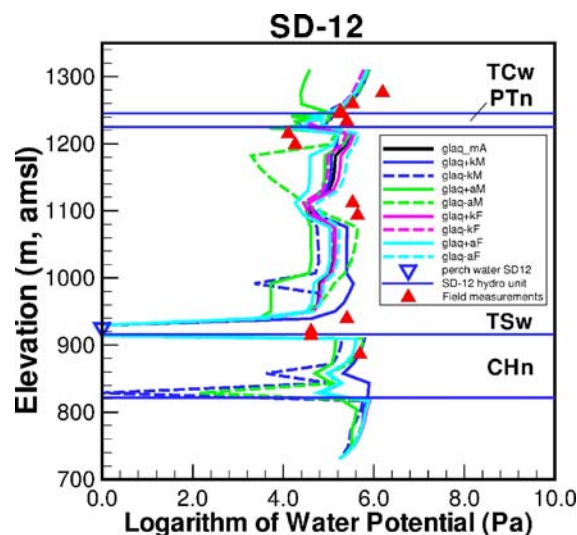 SD-12
1300
1200
1100
1000
900
800
700
Elevation (m, amsl)
TCw
PTn
glaq_mA
glaq+kM
glaq-kM
glaq+aM
glaq-aM
glaq+kF
glaq-kF
glaq+aF
glaq-aF
perch water SD12
SD-12 hydro unit
Field measurements
TSw
CHn
0.0 2.0 4.0 6.0 8.0 10.0
Logarithm of Water Potential (Pa)